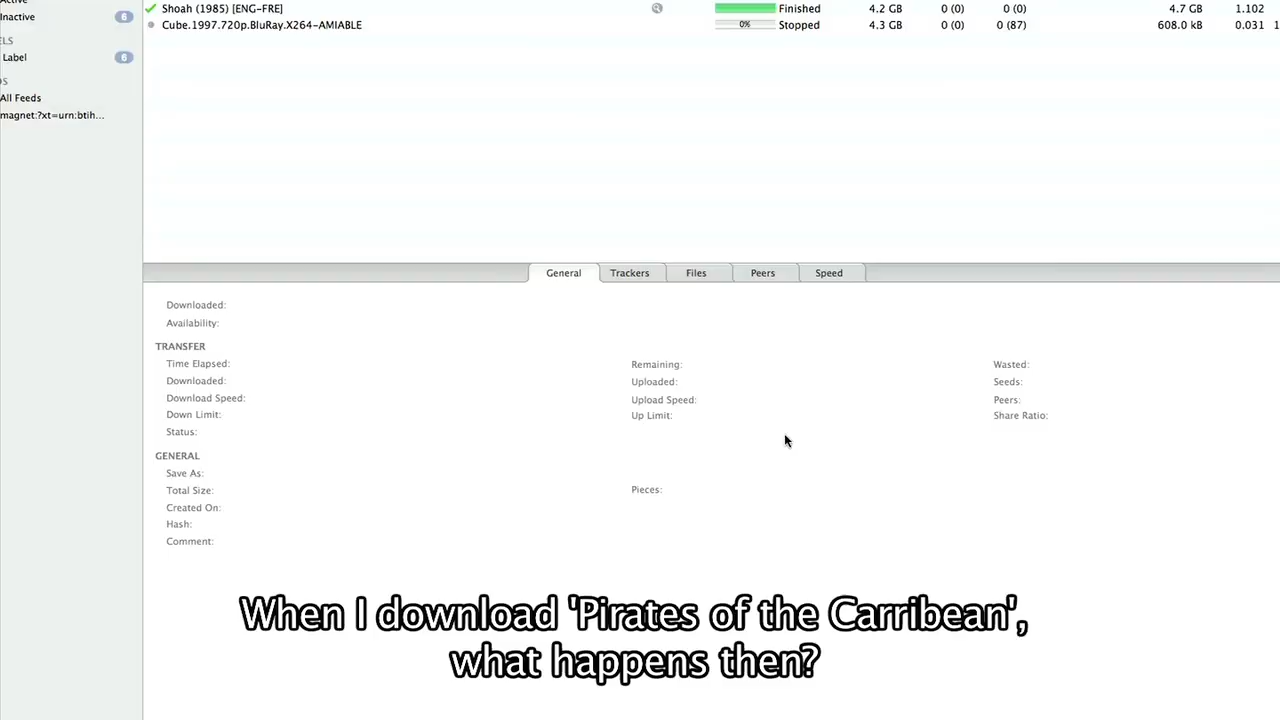 Active
Inactive 6
Shoah (1985) [ENG-FRE] Finished 4.2 GB 0 (0) 0 (0) 4.7 GB 1.102
Cube.1997.720p.BluRay.X264-AMIABLE 0% Stopped 4.3 GB 0 (0) 0 (87) 608.0 kB 0.031 1
ELS
Label 6
DS
All Feeds
magnet:?xt=urn:btih...
General Trackers Files Peers Speed
Downloaded:
Availability:
TRANSFER
Time Elapsed: Remaining: Wasted:
Downloaded: Uploaded: Seeds:
Download Speed: Upload Speed: Peers:
Down Limit: Up Limit: Share Ratio:
Status:
GENERAL
Save As:
Total Size: Pieces:
Created On:
Hash:
Comment:
When I download 'Pirates of the Carribean',
what happens then?